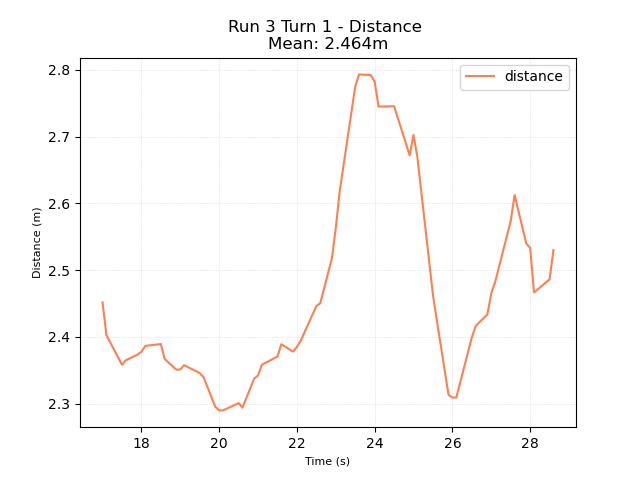 Run 3 Turn 1 - Distance
Mean: 2.464m
distance
2.8
2.7
2.6
2.5
2.4
2.3
Distance (m)
18 20 22 24 26 28
Time (s)